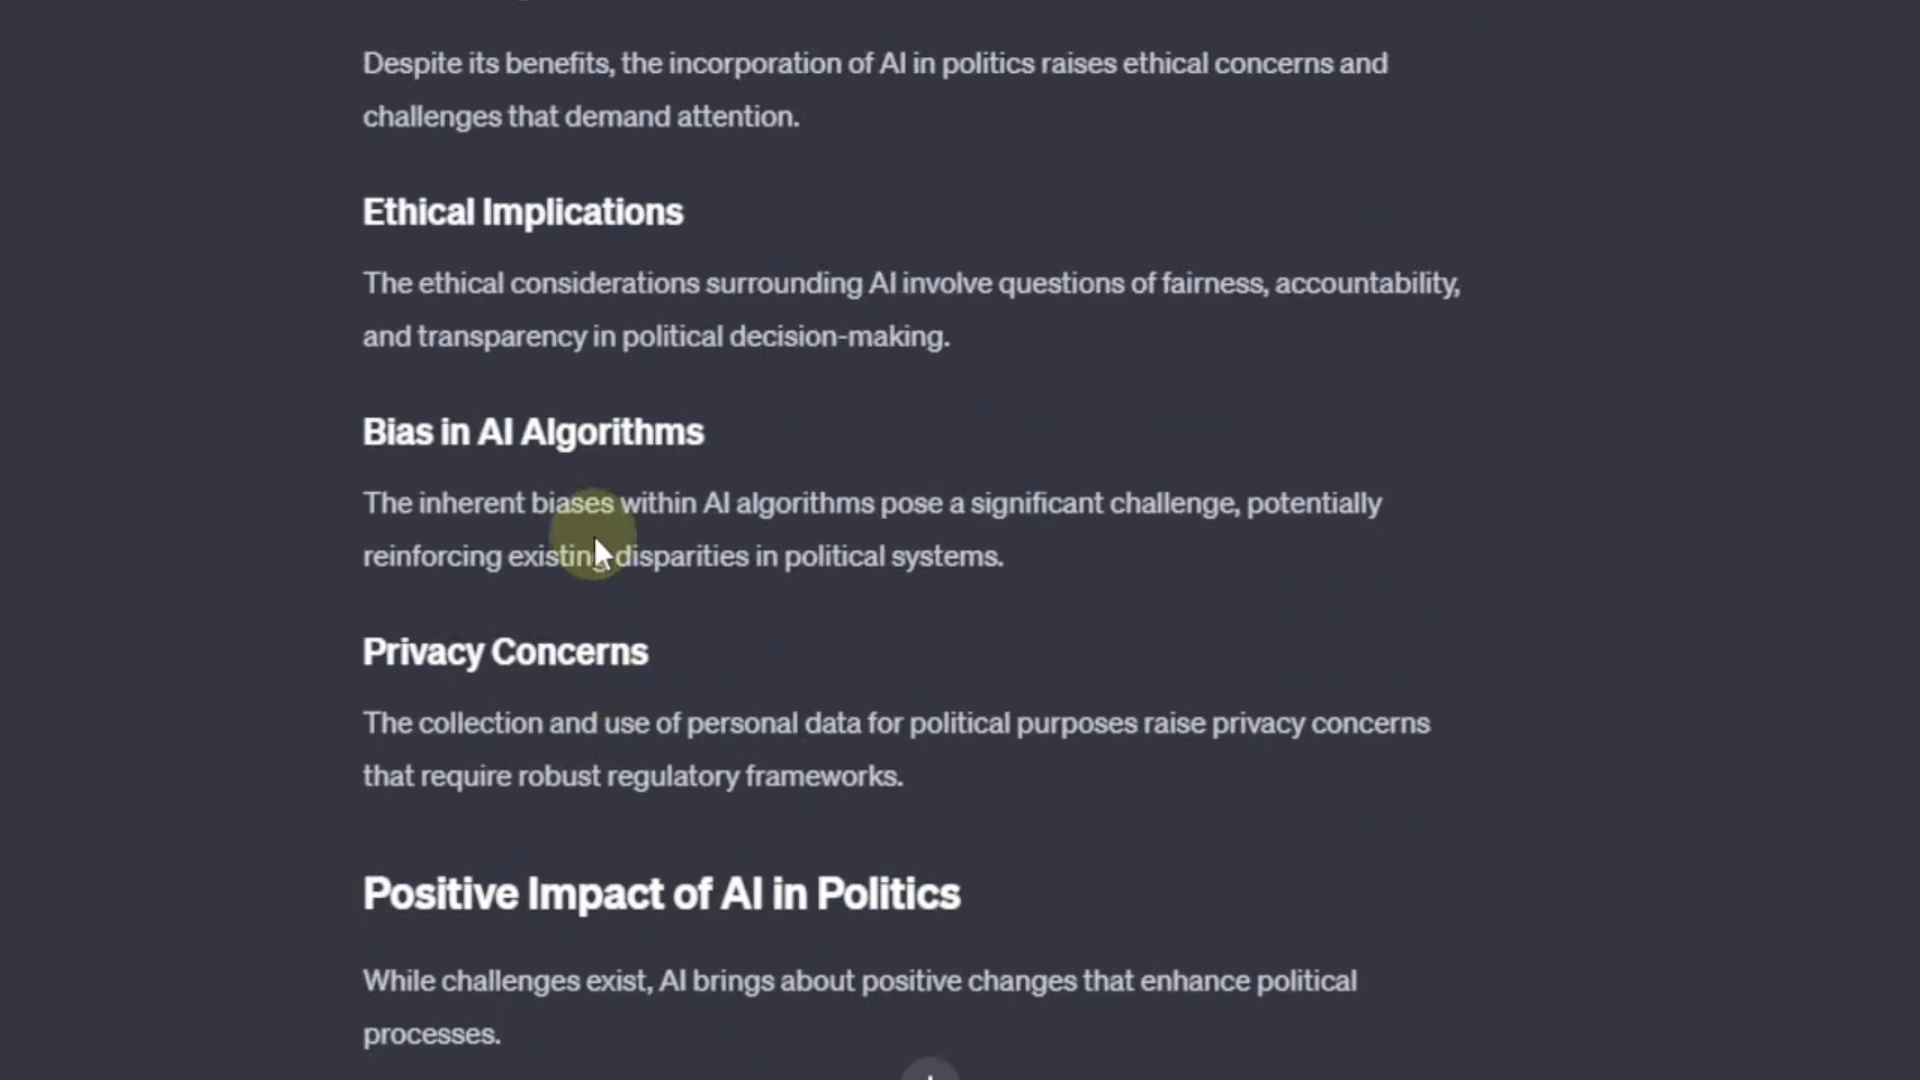 Despite its benefits, the incorporation of AI in politics raises ethical concerns and
challenges that demand attention.
Ethical Implications
The ethical considerations surrounding AI involve questions of fairness, accountability,
and transparency in political decision-making.
Bias in AI Algorithms
The inherent biases within AI algorithms pose a significant challenge, potentially
reinforcing existing disparities in political systems.
Privacy Concerns
The collection and use of personal data for political purposes raise privacy concerns
that require robust regulatory frameworks.
Positive Impact of AI in Politics
While challenges exist, AI brings about positive changes that enhance political
processes.